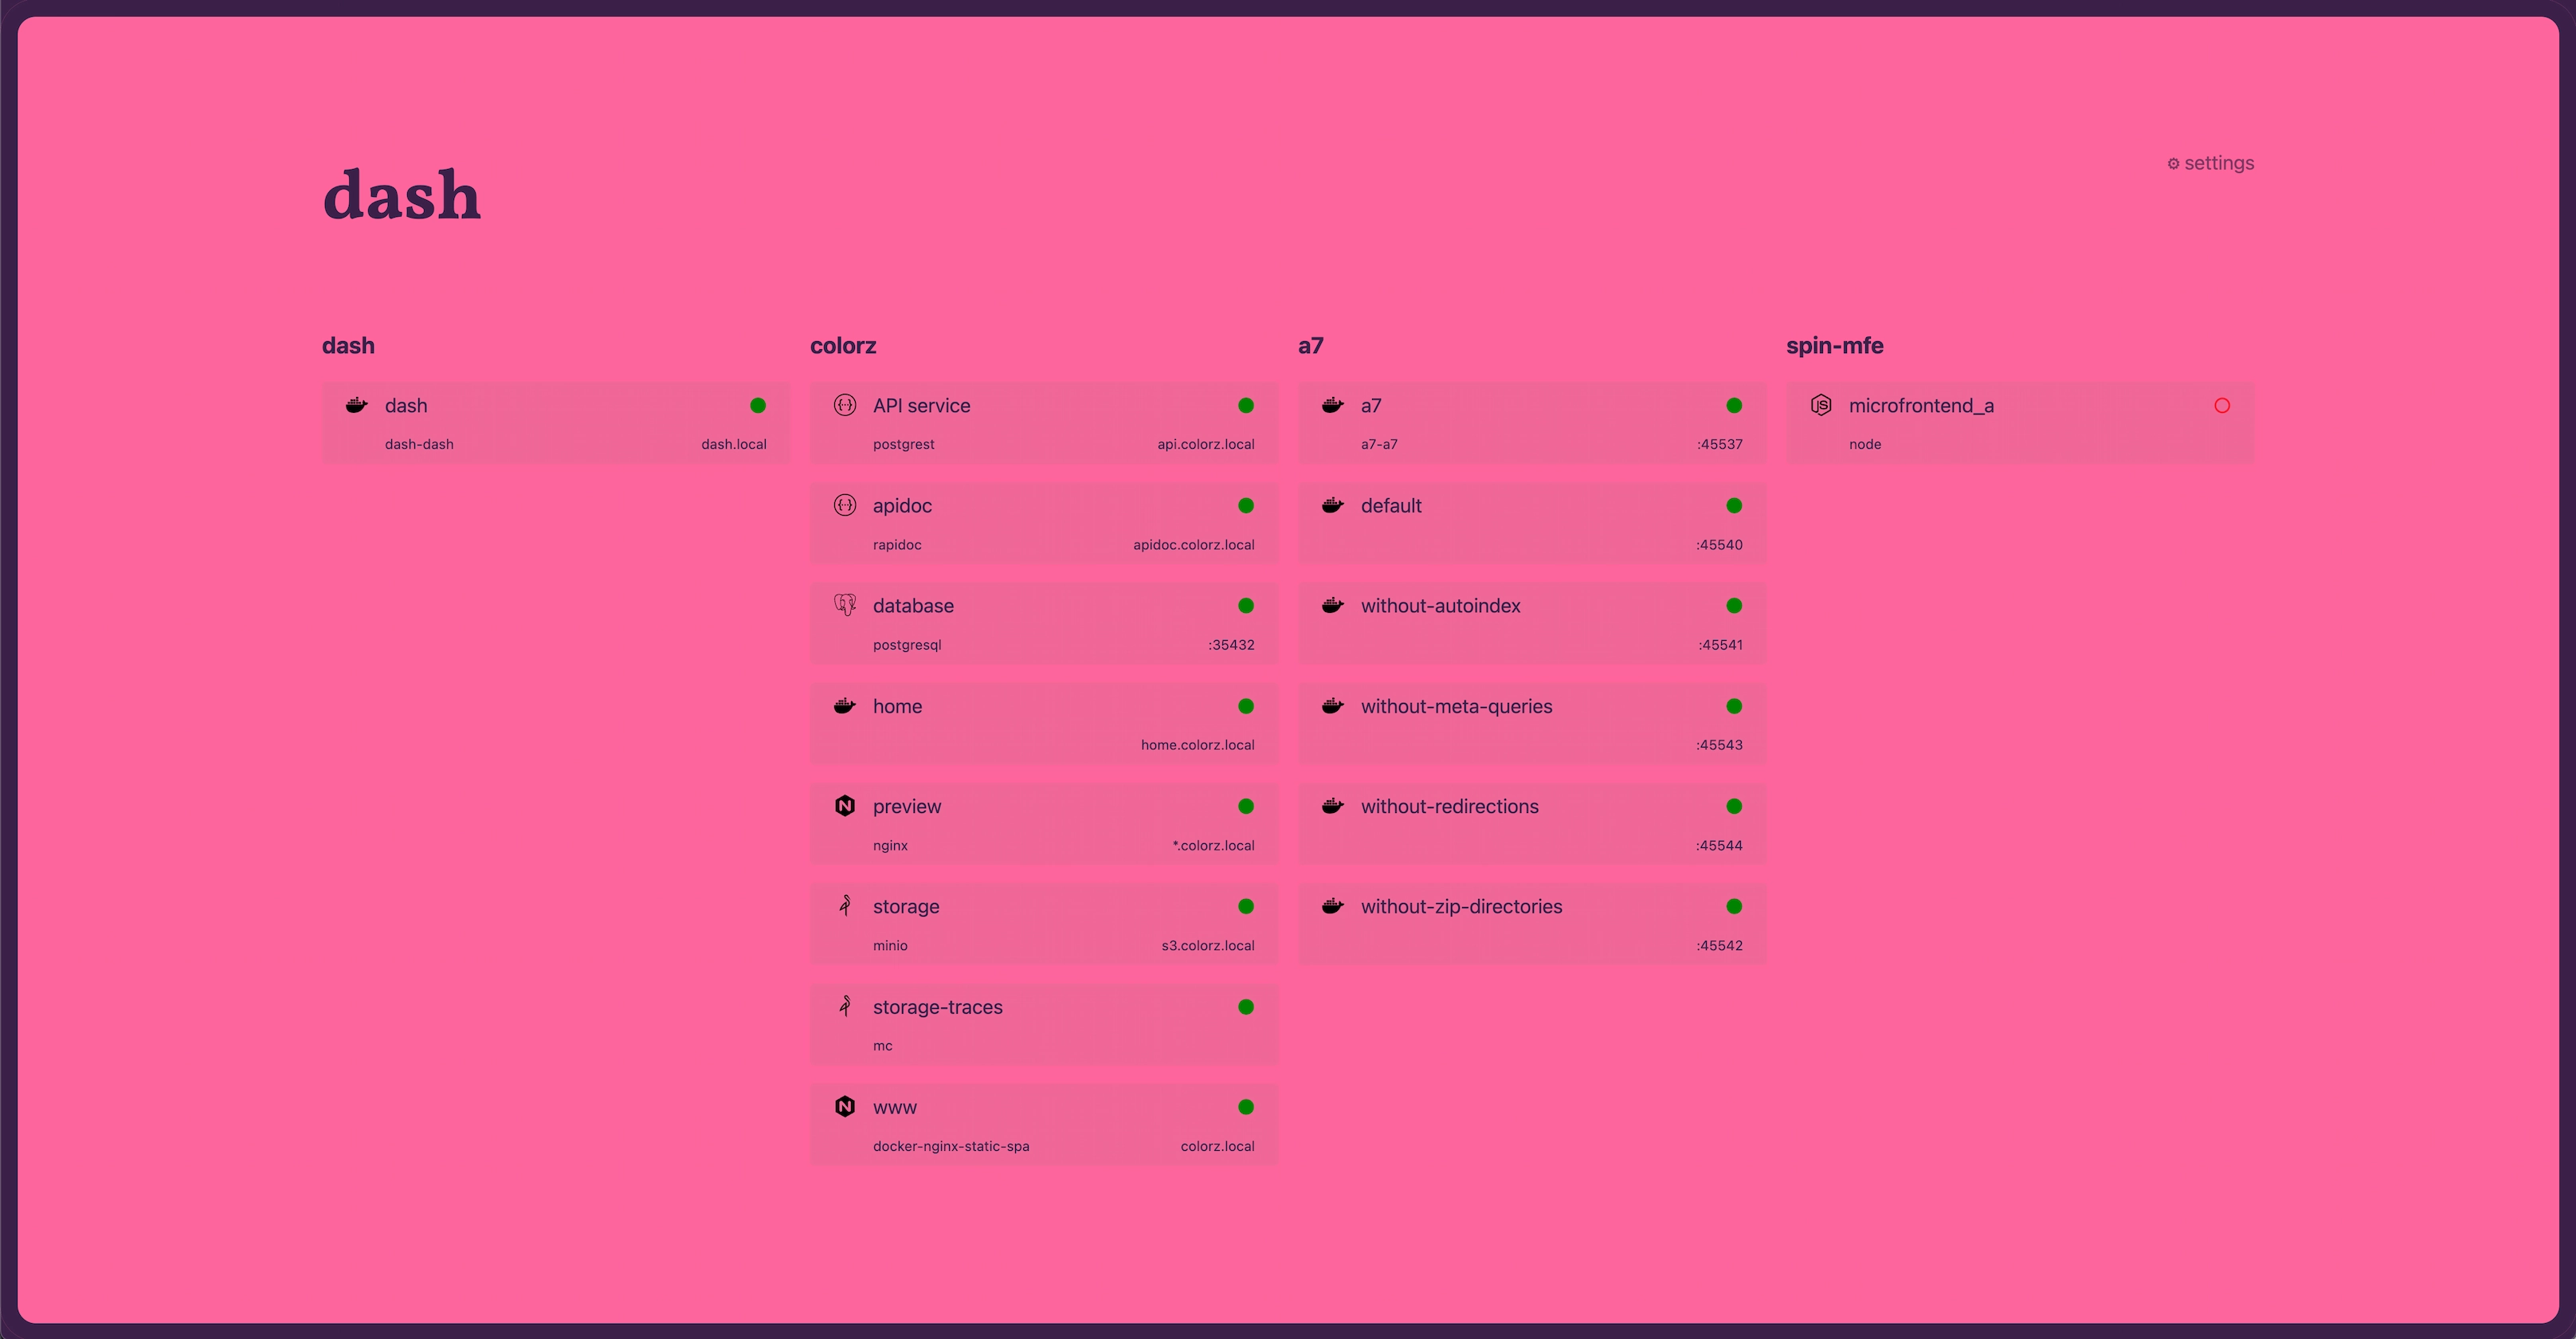 dash
⚙ settings
dash
dash
dash-dash dash.local
colorz
API service
postgrest api.colorz.local
apidoc
rapidoc apidoc.colorz.local
database
postgresql :35432
home
home.colorz.local
preview
nginx *.colorz.local
storage
minio s3.colorz.local
storage-traces
mc
www
docker-nginx-static-spa colorz.local
a7
a7
a7-a7 :45537
default
:45540
without-autoindex
:45541
without-meta-queries
:45543
without-redirections
:45544
without-zip-directories
:45542
spin-mfe
microfrontend_a
node